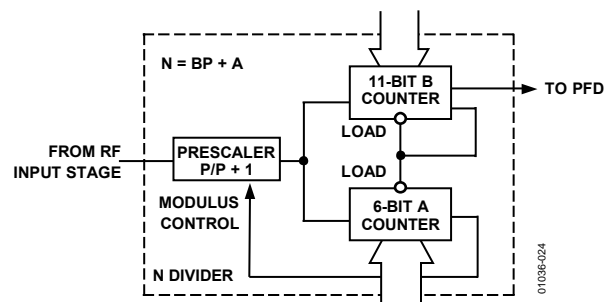 N = BP + A
11-BIT B
COUNTER
TO PFD
LOAD
FROM RF
INPUT STAGE
PRESCALER
P/P + 1
LOAD
MODULUS
CONTROL
6-BIT A
COUNTER
N DIVIDER
01036-024